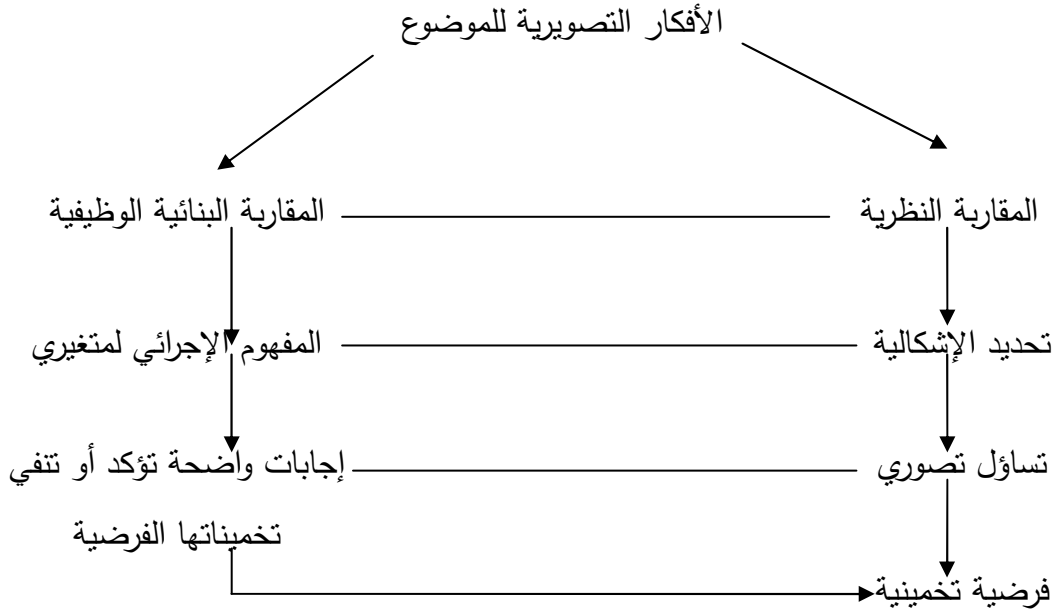 الأفكار التصويرية للموضوع
المقاربة النظرية
المقاربة البنائية الوظيفية
تحديد الإشكالية
المفهوم الإجرائي لمتغيري
تساؤل تصوري
إجابات واضحة تؤكد أو تنفي
تخميناتها الفرضية
فرضية تخمينية